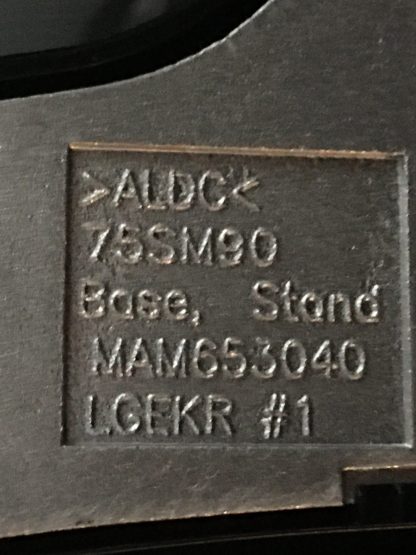 >ALDC<
75SM90
Base, Stand
MAM653040
LGEKR #1